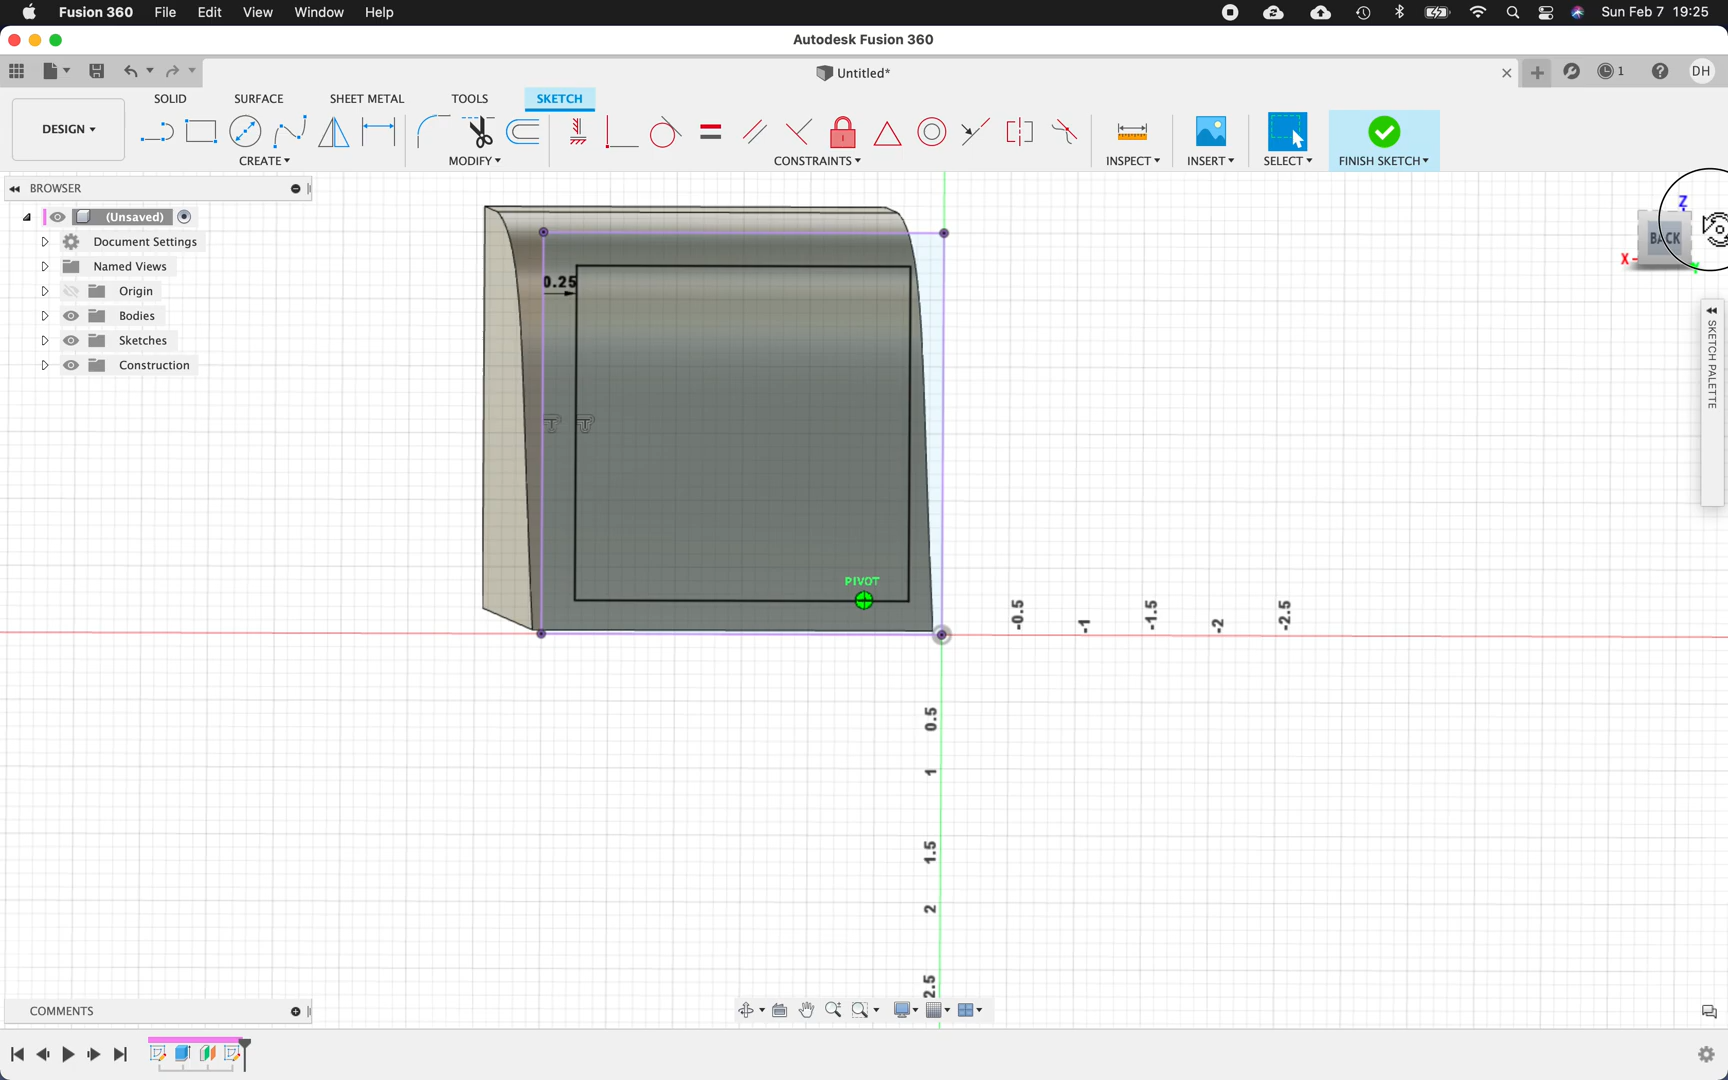 Fusion 360 File Edit View Window Help Sun Feb 7 19:25
Autodesk Fusion 360
Untitled* 1 DH
DESIGN
SOLID SURFACE SHEET METAL TOOLS SKETCH
CREATE MODIFY CONSTRAINTS INSPECT INSERT SELECT FINISH SKETCH
BROWSER
(Unsaved)
Document Settings
Named Views
Origin
Bodies
Sketches
Construction
Z
BACK
X
SKETCH PALETTE
0.25
PIVOT
-0.5
-1
-1.5
-2
-2.5
0.5
1
1.5
2
2.5
COMMENTS